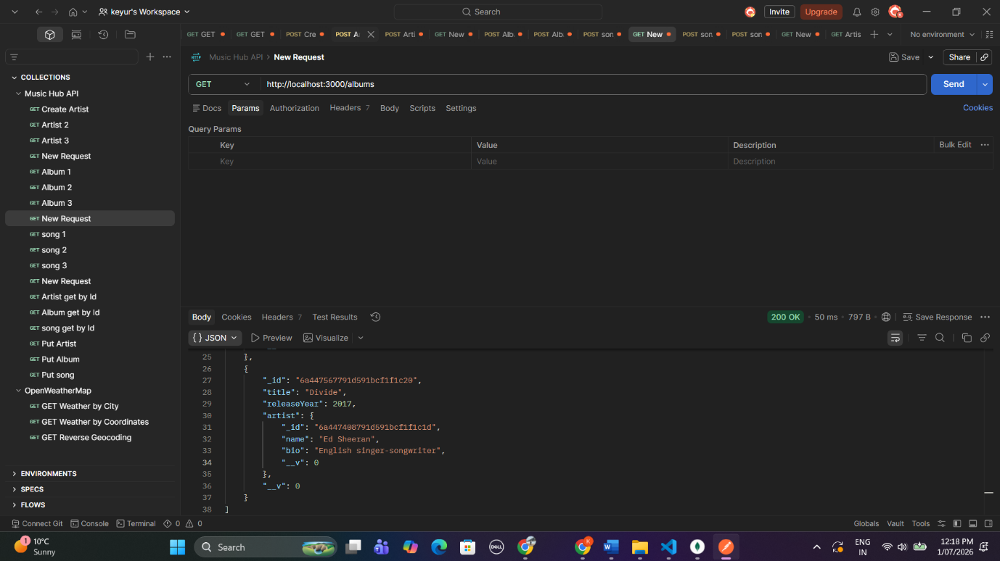 keyur's Workspace
Search
Invite
Upgrade
GET GET
GET GET
POST Cre
POST A
POST Arti
GET New
POST Alb
POST Alb
POST son
GET New
POST son
POST son
GET New
GET Artis
No environment
Music Hub API > New Request
Save
Share
COLLECTIONS
Music Hub API
GET Create Artist
GET Artist 2
GET Artist 3
GET New Request
GET Album 1
GET Album 2
GET Album 3
GET New Request
GET song 1
GET song 2
GET song 3
GET New Request
GET Artist get by Id
GET Album get by Id
GET song get by Id
GET Put Artist
GET Put Album
GET Put song
OpenWeatherMap
GET GET Weather by City
GET GET Weather by Coordinates
GET GET Reverse Geocoding
ENVIRONMENTS
SPECS
FLOWS
GET
http://localhost:3000/albums
Send
Docs Params Authorization Headers 7 Body Scripts Settings
Cookies
Query Params
Key Value Description Bulk Edit
Key Value Description
Body Cookies Headers 7 Test Results
200 OK • 50 ms • 797 B
Save Response
{} JSON Preview Visualize
25 },
26 {
27 "_id": "6a447567791d591bcf1f1c20",
28 "title": "Divide",
29 "releaseYear": 2017,
30 "artist": {
31 "_id": "6a447408791d591bcf1f1c1d",
32 "name": "Ed Sheeran",
33 "bio": "English singer-songwriter",
34 "__v": 0
35 },
36 "__v": 0
37 }
38 ]
Connect Git Console Terminal 0 0
Globals Vault Tools
1
10°C
Sunny
Search
DELL
ENG
IN
12:18 PM
1/07/2026